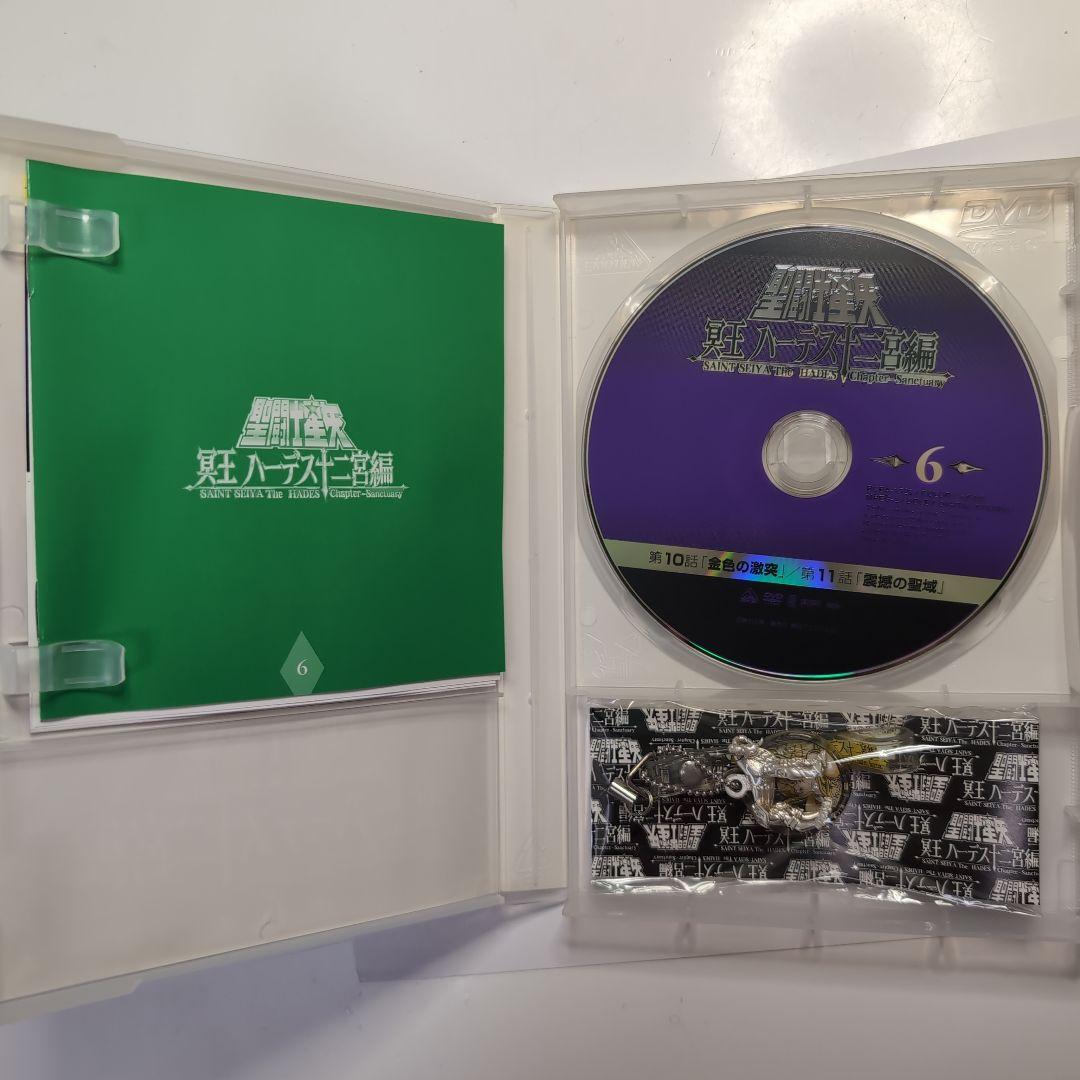 聖闘士星矢
冥王 ハーデス十二宮編
SAINT SEIYA The HADES Chapter-Sanctuary
6
DVD
VIDEO
聖闘士星矢
冥王 ハーデス十二宮編
SAINT SEIYA The HADES Chapter-Sanctuary
6
第10話「金色の激突」／第11話「震撼の聖域」
DVD
聖闘士星矢
冥王 ハーデス十二宮編
SAINT SEIYA The HADES Chapter-Sanctuary